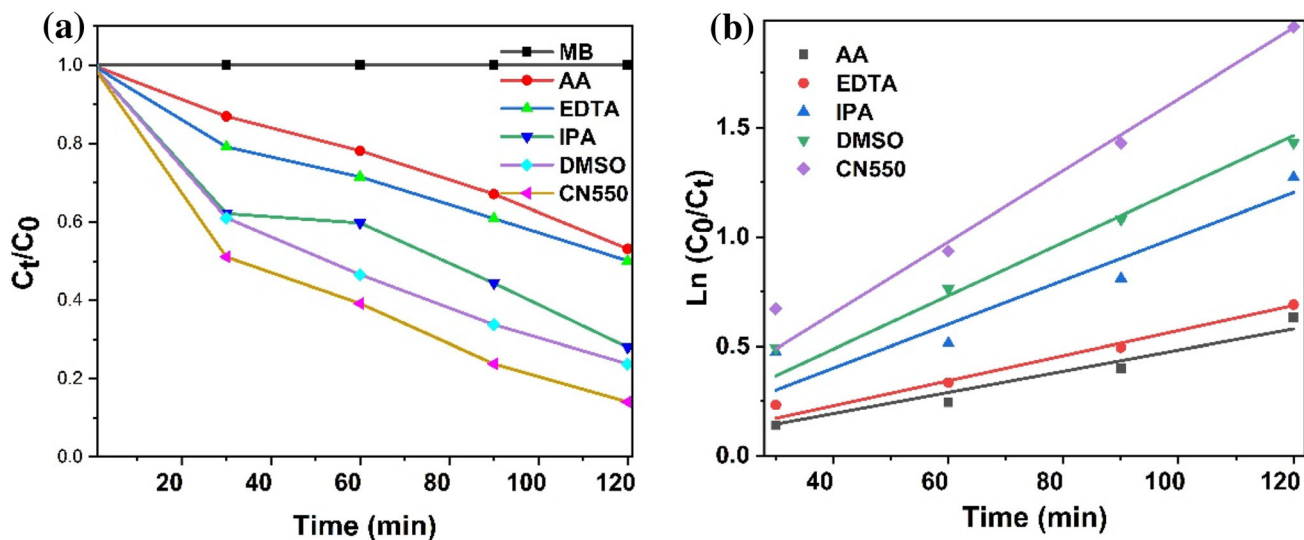 (a)
MB
AA
EDTA
IPA
DMSO
CN550
1.0
0.8
0.6
0.4
0.2
0.0
Ct/C0
20
40
60
80
100
120
Time (min)
(b)
AA
EDTA
IPA
DMSO
CN550
1.5
1.0
0.5
0.0
Ln (C0/Ct)
40
60
80
100
120
Time (min)